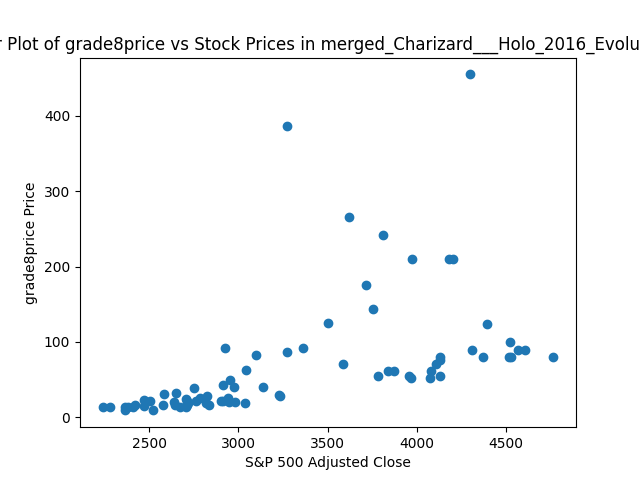 r Plot of grade8price vs Stock Prices in merged_Charizard___Holo_2016_Evolu
400
300
200
100
0
grade8price Price
2500 3000 3500 4000 4500
S&P 500 Adjusted Close